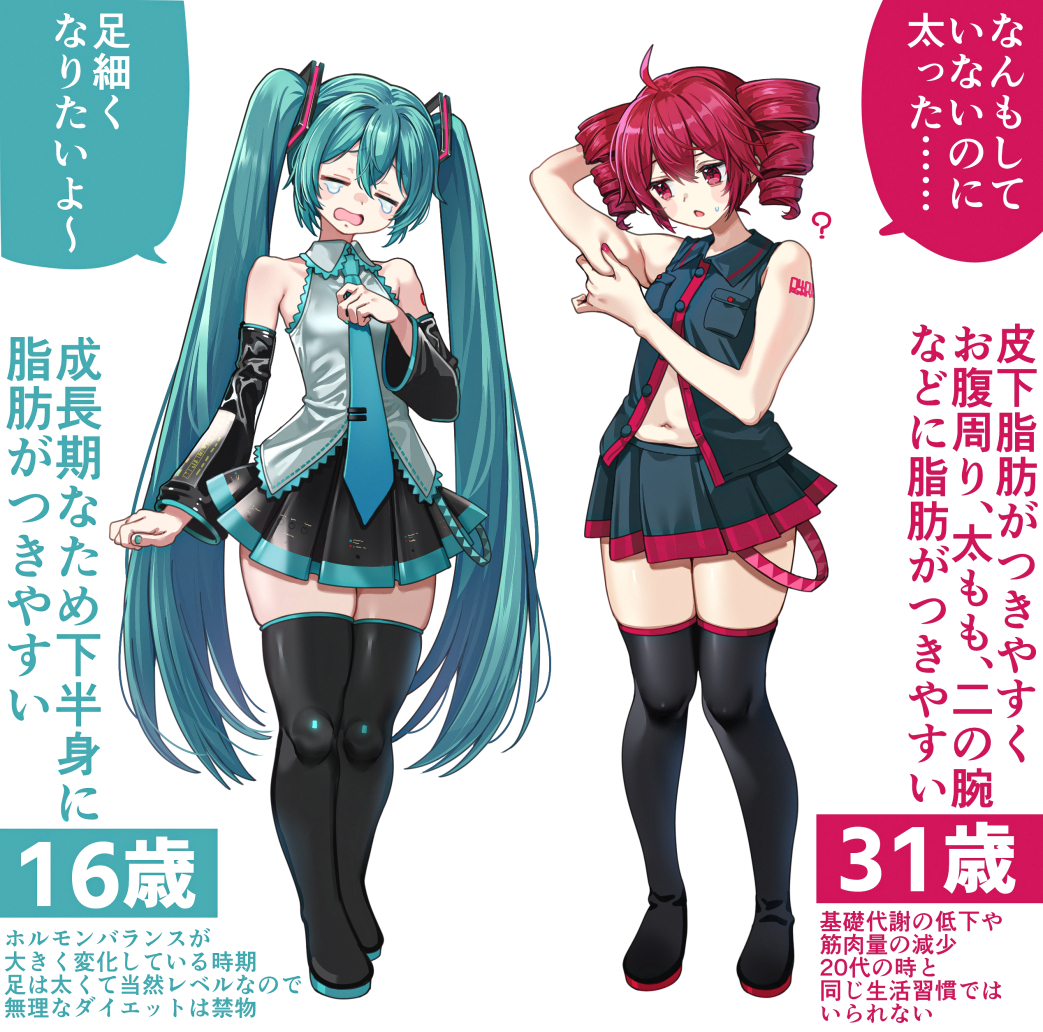 足細く
なりたいよ〜
成長期なため下半身に
脂肪がつきやすい
16歳
ホルモンバランスが
大きく変化している時期
足は太くて当然レベルなので
無理なダイエットは禁物
なんもして
いないのに
太った……
?
皮下脂肪がつきやすく
お腹周り、太もも、二の腕
などに脂肪がつきやすい
31歳
基礎代謝の低下や
筋肉量の減少
20代の時と
同じ生活習慣では
いられない